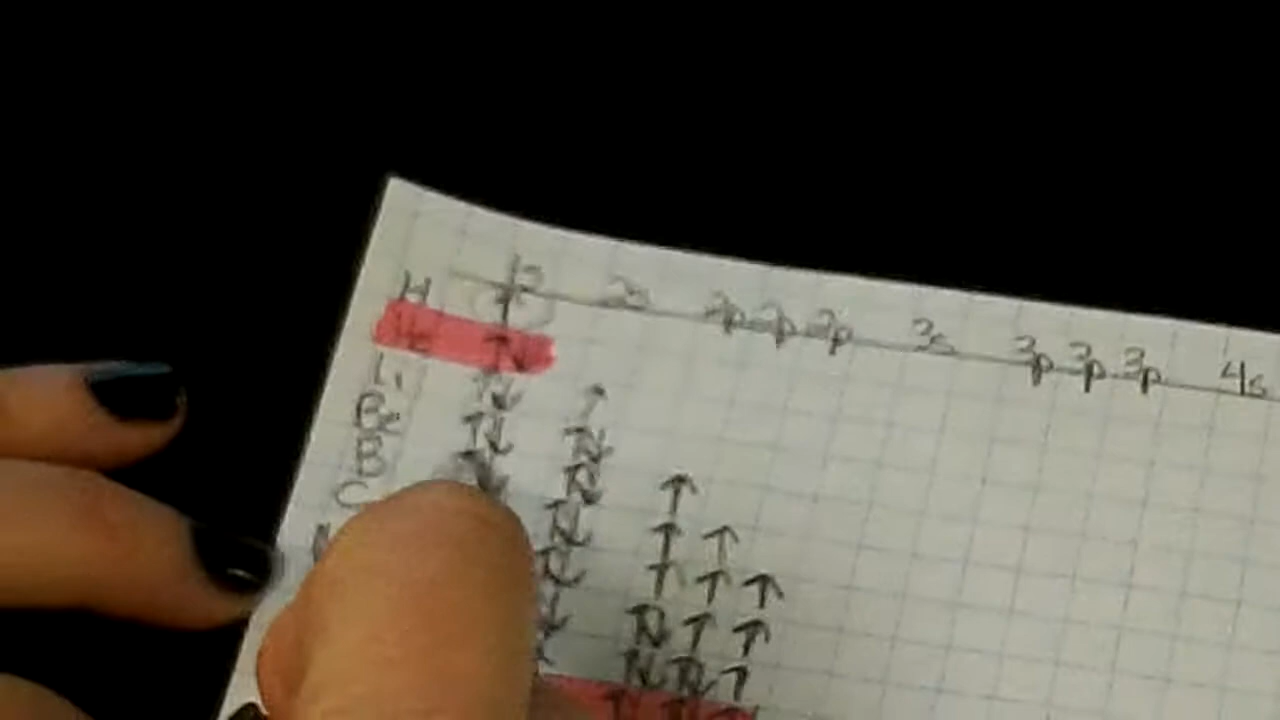 1s 2s 2p 2p 2p 3s 3p 3p 3p 4s
H ↑
He ↑↓
Li ↑↓ ↑
Be ↑↓ ↑↓
B ↑↓ ↑↓ ↑
C ↑↓ ↑ ↑
N ↑↓ ↑ ↑ ↑
↑↓ ↑ ↑
↑↓ ↑↓ ↑